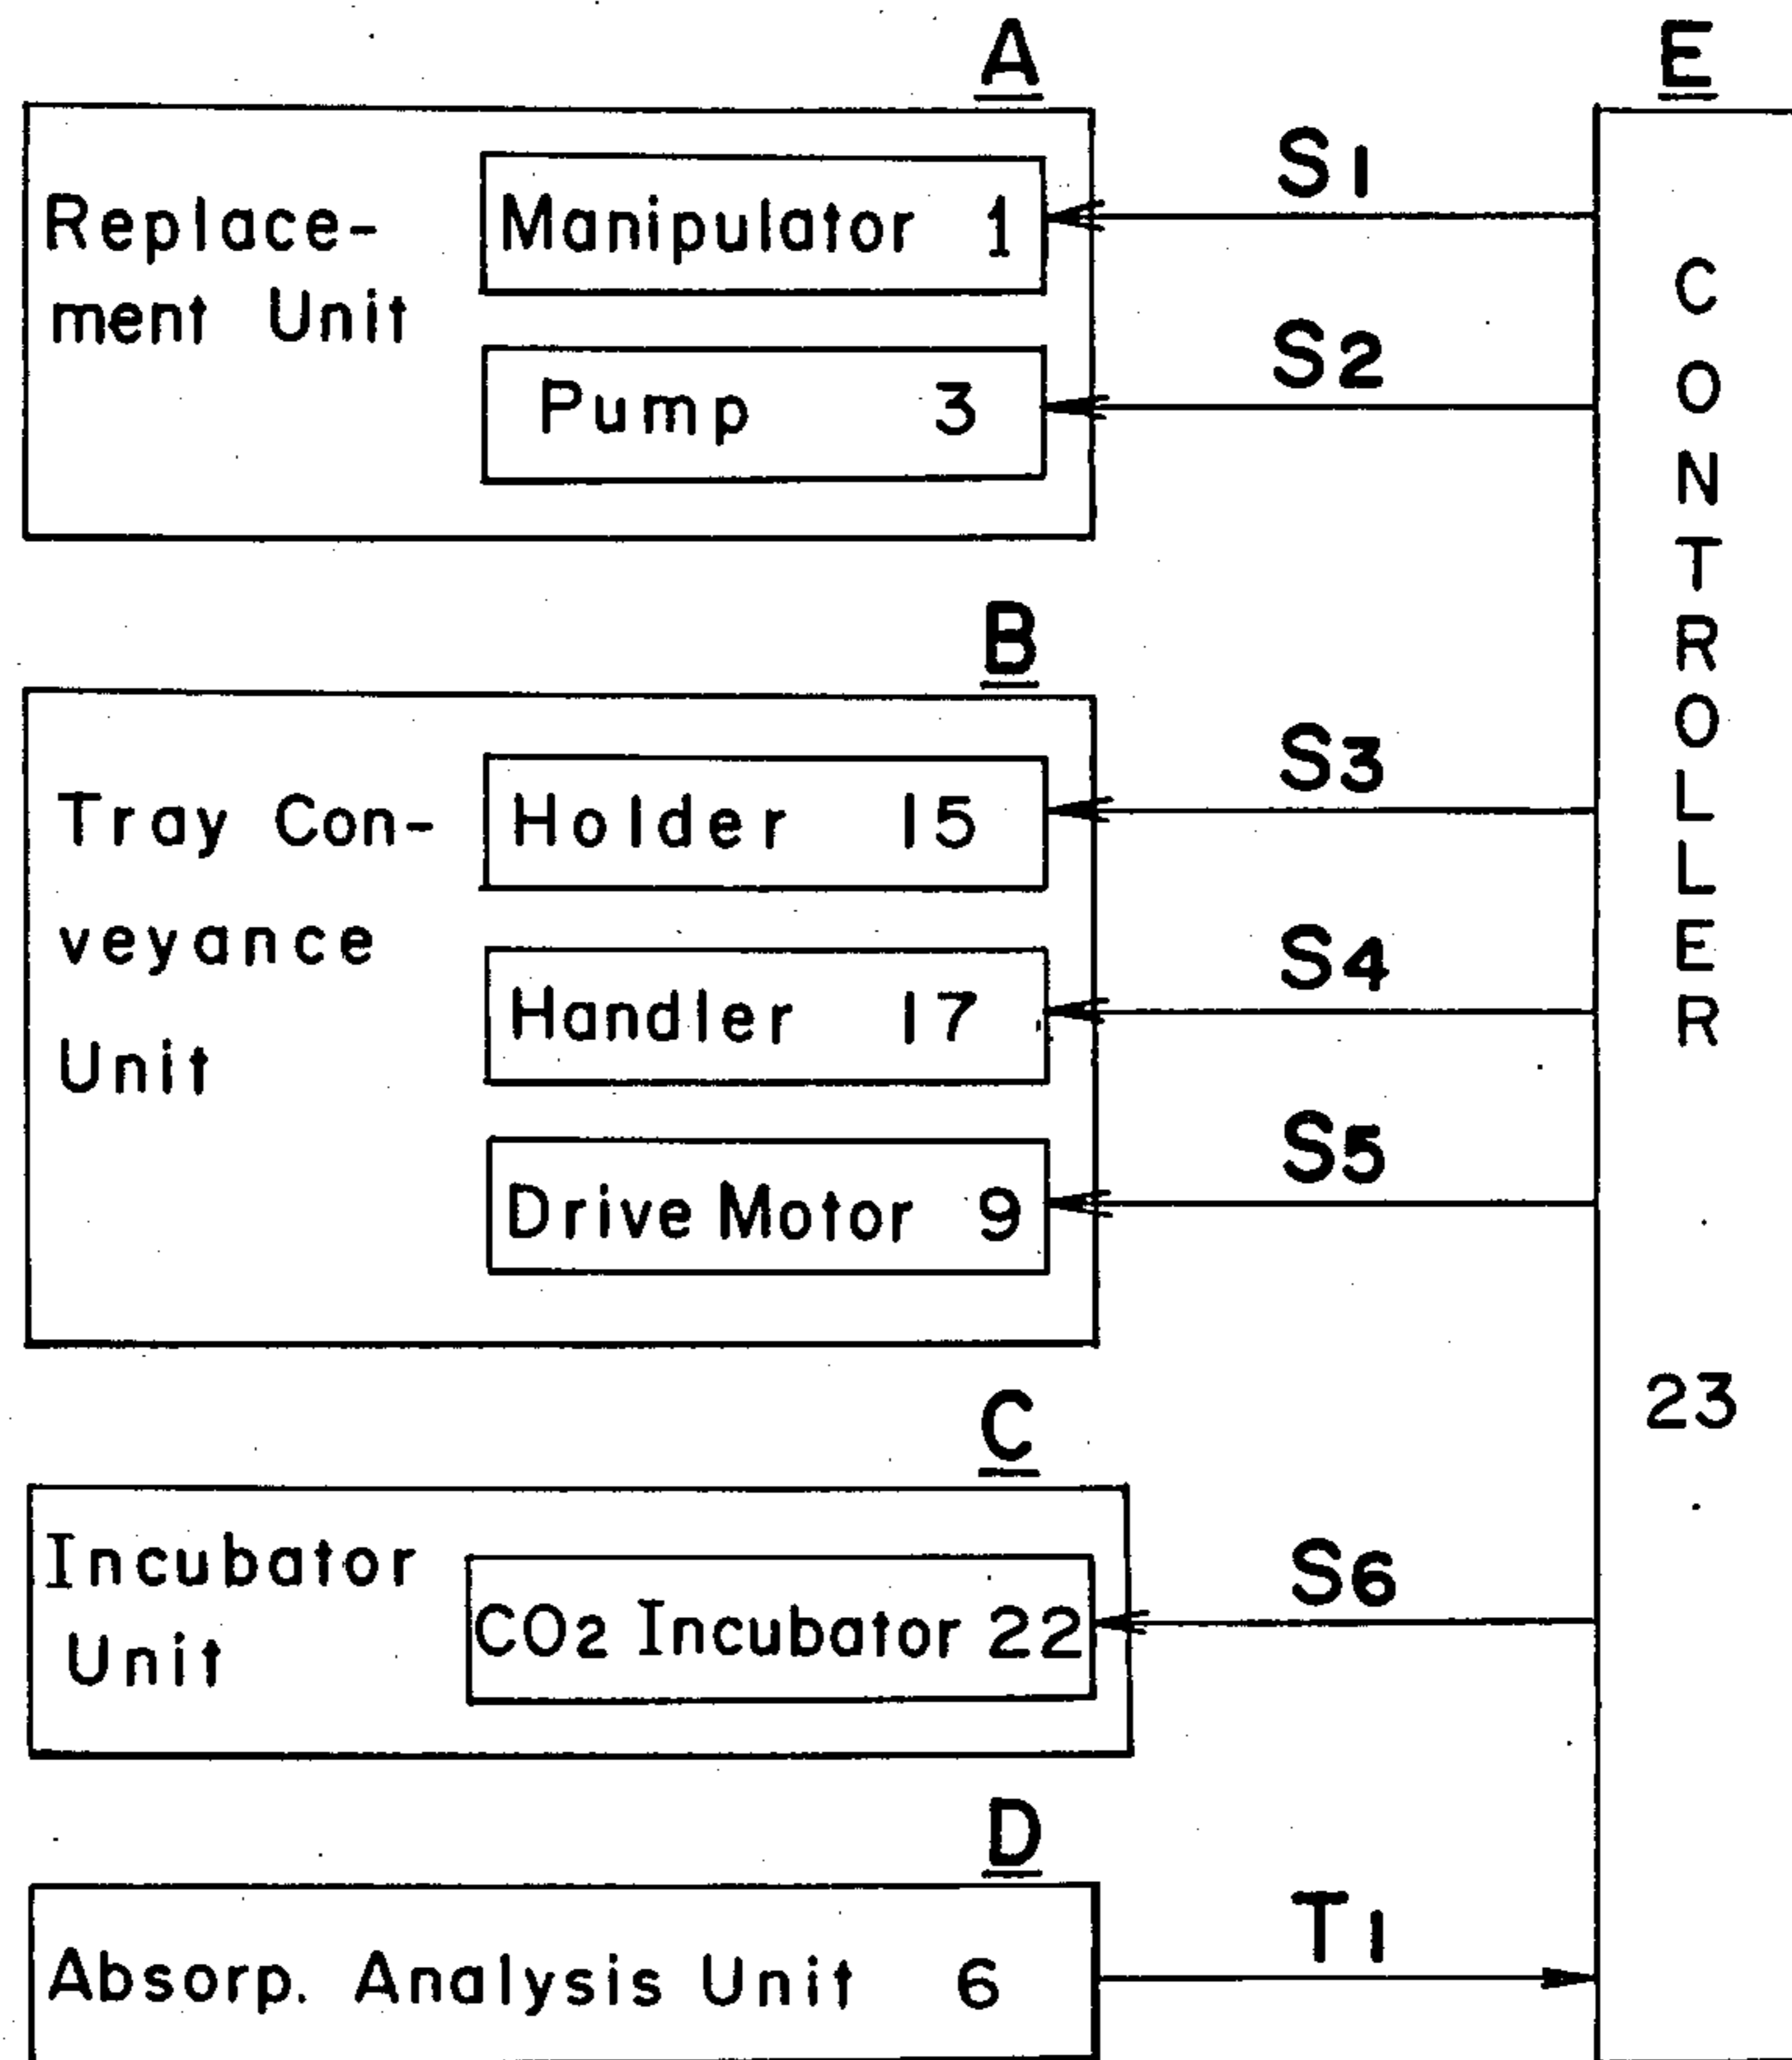 A
Replace-
ment Unit
Manipulator 1
Pump 3
S1
S2
B
Tray Con-
veyance
Unit
Holder 15
Handler 17
Drive Motor 9
S3
S4
S5
C
Incubator
Unit
CO2 Incubator 22
S6
D
Absorp. Analysis Unit 6
T1
E
CONTROLLER
23